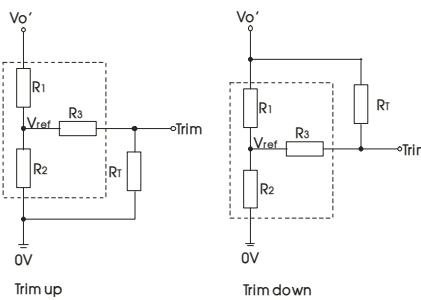 Vo'
R1
Vref
R3
Trim
R2
RT
0V
Trim up
Vo'
R1
RT
Vref
R3
Trim
R2
0V
Trim down